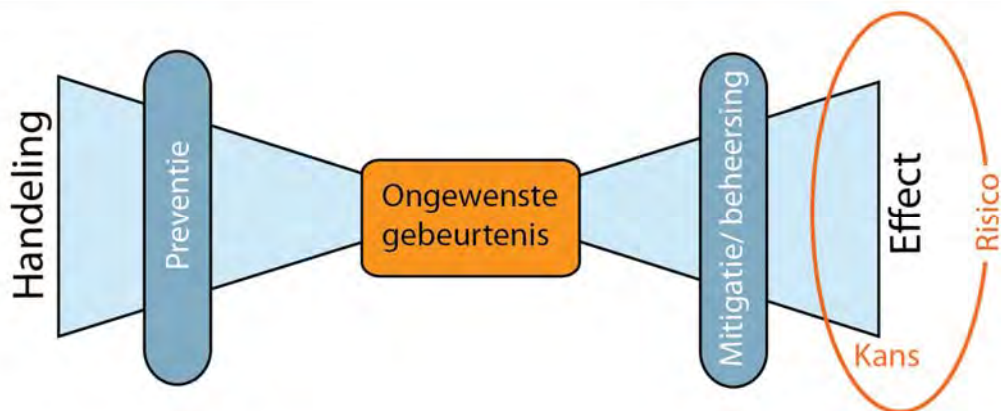 Handeling
Preventie
Ongewenste
gebeurtenis
Mitigatie/ beheersing
Effect
Kans
Risico